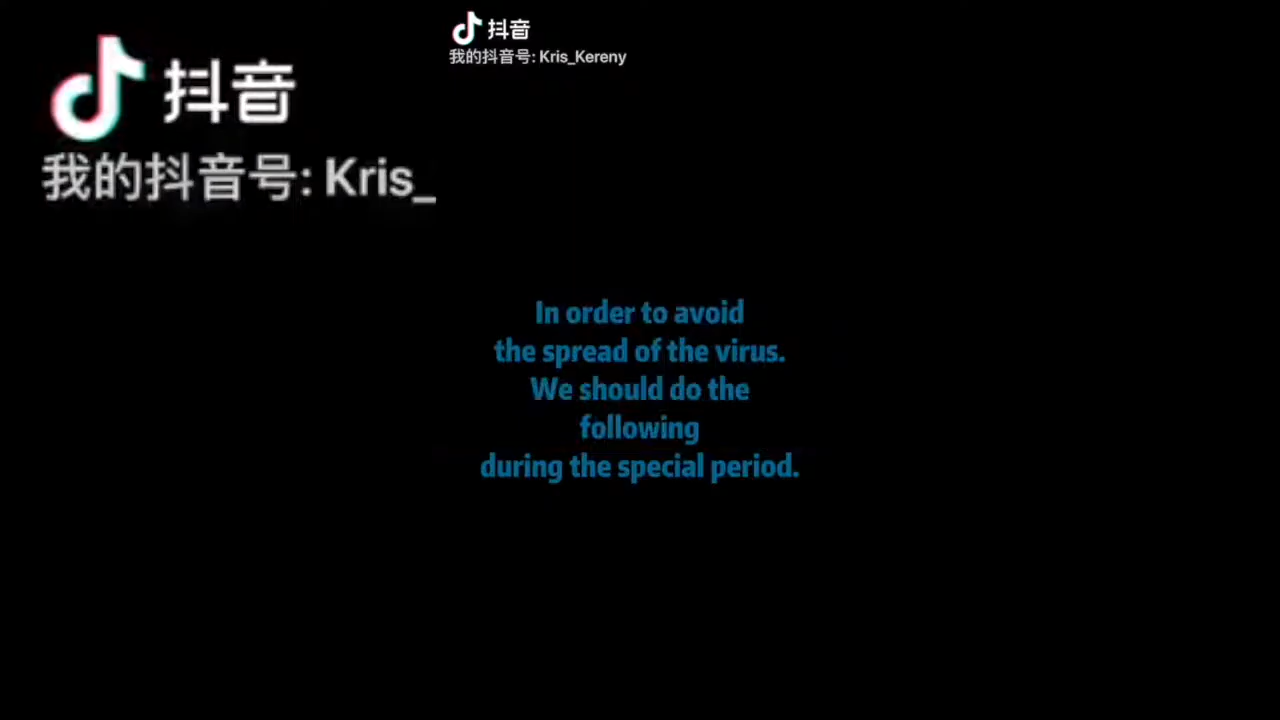 抖音
我的抖音号: Kris_
抖音
我的抖音号: Kris_Kereny
In order to avoid
the spread of the virus.
We should do the
following
during the special period.